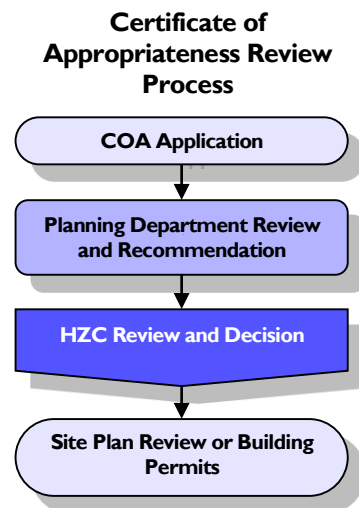 Certificate of
Appropriateness Review
Process
COA Application
Planning Department Review
and Recommendation
HZC Review and Decision
Site Plan Review or Building
Permits